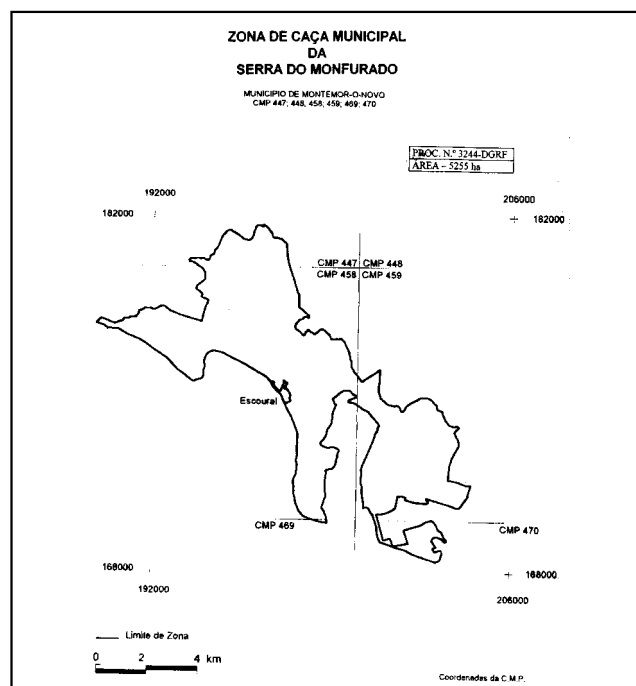 ZONA DE CAÇA MUNICIPAL
DA
SERRA DO MONFURADO
MUNICIPIO DE MONTEMOR-O-NOVO
CMP 447; 448, 458; 459; 469; 470
PROC. N.º 3244-DGRF
ÁREA – 5255 ha
192000
206000
182000
182000
CMP 447
CMP 448
CMP 458
CMP 459
Escoural
CMP 469
CMP 470
168000
168000
192000
206000
Limite de Zona
0 2 4 km
Coordenadas da C.M.P.